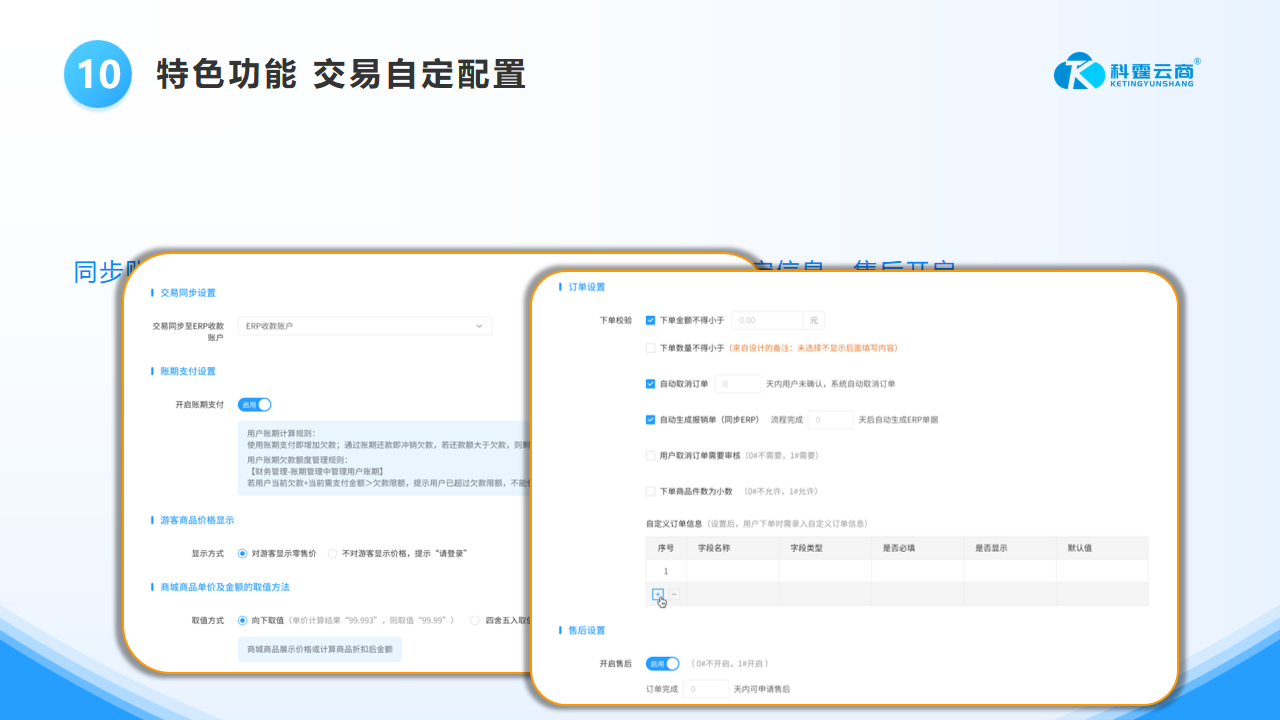 10
特色功能 交易自定配置
科霆云商®
KETINGYUNSHANG
同步
信息、售后开启
交易同步设置
交易同步至ERP收款
账户
ERP收款账户
账期支付设置
开启账期支付
启用
用户账期计算规则：
使用账期支付即增加欠款；通过账期还款即冲销欠款，若还款额大于欠款，则剩
用户账期欠款额度管理规则：
【财务管理-账期管理中管理用户账期】
若用户当前欠款+当前需支付金额＞欠款限额，提示用户已超过欠款限额，不能
游客商品价格显示
显示方式
对游客显示零售价
不对游客显示价格，提示“请登录”
商城商品单价及金额的取值方法
取值方式
向下取值（单价计算结果“99.993”，则取值“99.99”）
四舍五入取
商城商品展示价格或计算商品折扣后金额
订单设置
下单校验
下单金额不得小于
0.00
元
下单数量不得小于（来自设计的备注：未选择不显示后面填写内容）
自动取消订单
0
天内用户未确认，系统自动取消订单
自动生成报销单（同步ERP）
流程完成
0
天后自动生成ERP单据
用户取消订单需要审核（0#不需要，1#需要）
下单商品件数为小数 （0#不允许，1#允许）
自定义订单信息（设置后，用户下单时需录入自定义订单信息）
序号 字段名称 字段类型 是否必填 是否显示 默认值
1
+ −
售后设置
开启售后
启用
（ 0#不开启，1#开启 ）
订单完成
0
天内可申请售后